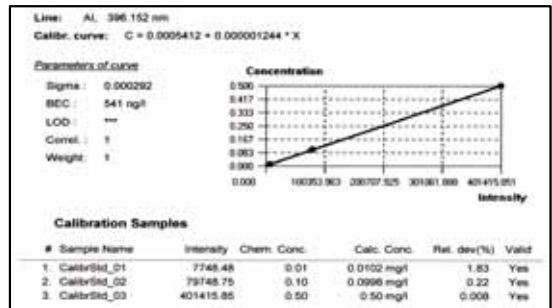 Line: AL 396.152 nm
Calibr. curve: C = 0.0005412 + 0.000001244 * X
Parameters of curve
Sigma : 0.000292
BEC : 541 ng/l
LOD : ***
Correl. : 1
Weight: 1
Concentration
0.500
0.417
0.333
0.250
0.167
0.083
0.000
0.000 100353.963 200707.525 301061.888 401415.851
Intensity
Calibration Samples
# Sample Name Intensity Chem. Conc. Calc. Conc. Rel. dev(%) Valid
1. CalibrStd_01 7748.48 0.01 0.0102 mg/l 1.83 Yes
2. CalibrStd_02 79748.75 0.10 0.0998 mg/l 0.22 Yes
3. CalibrStd_03 401415.85 0.50 0.50 mg/l 0.000 Yes